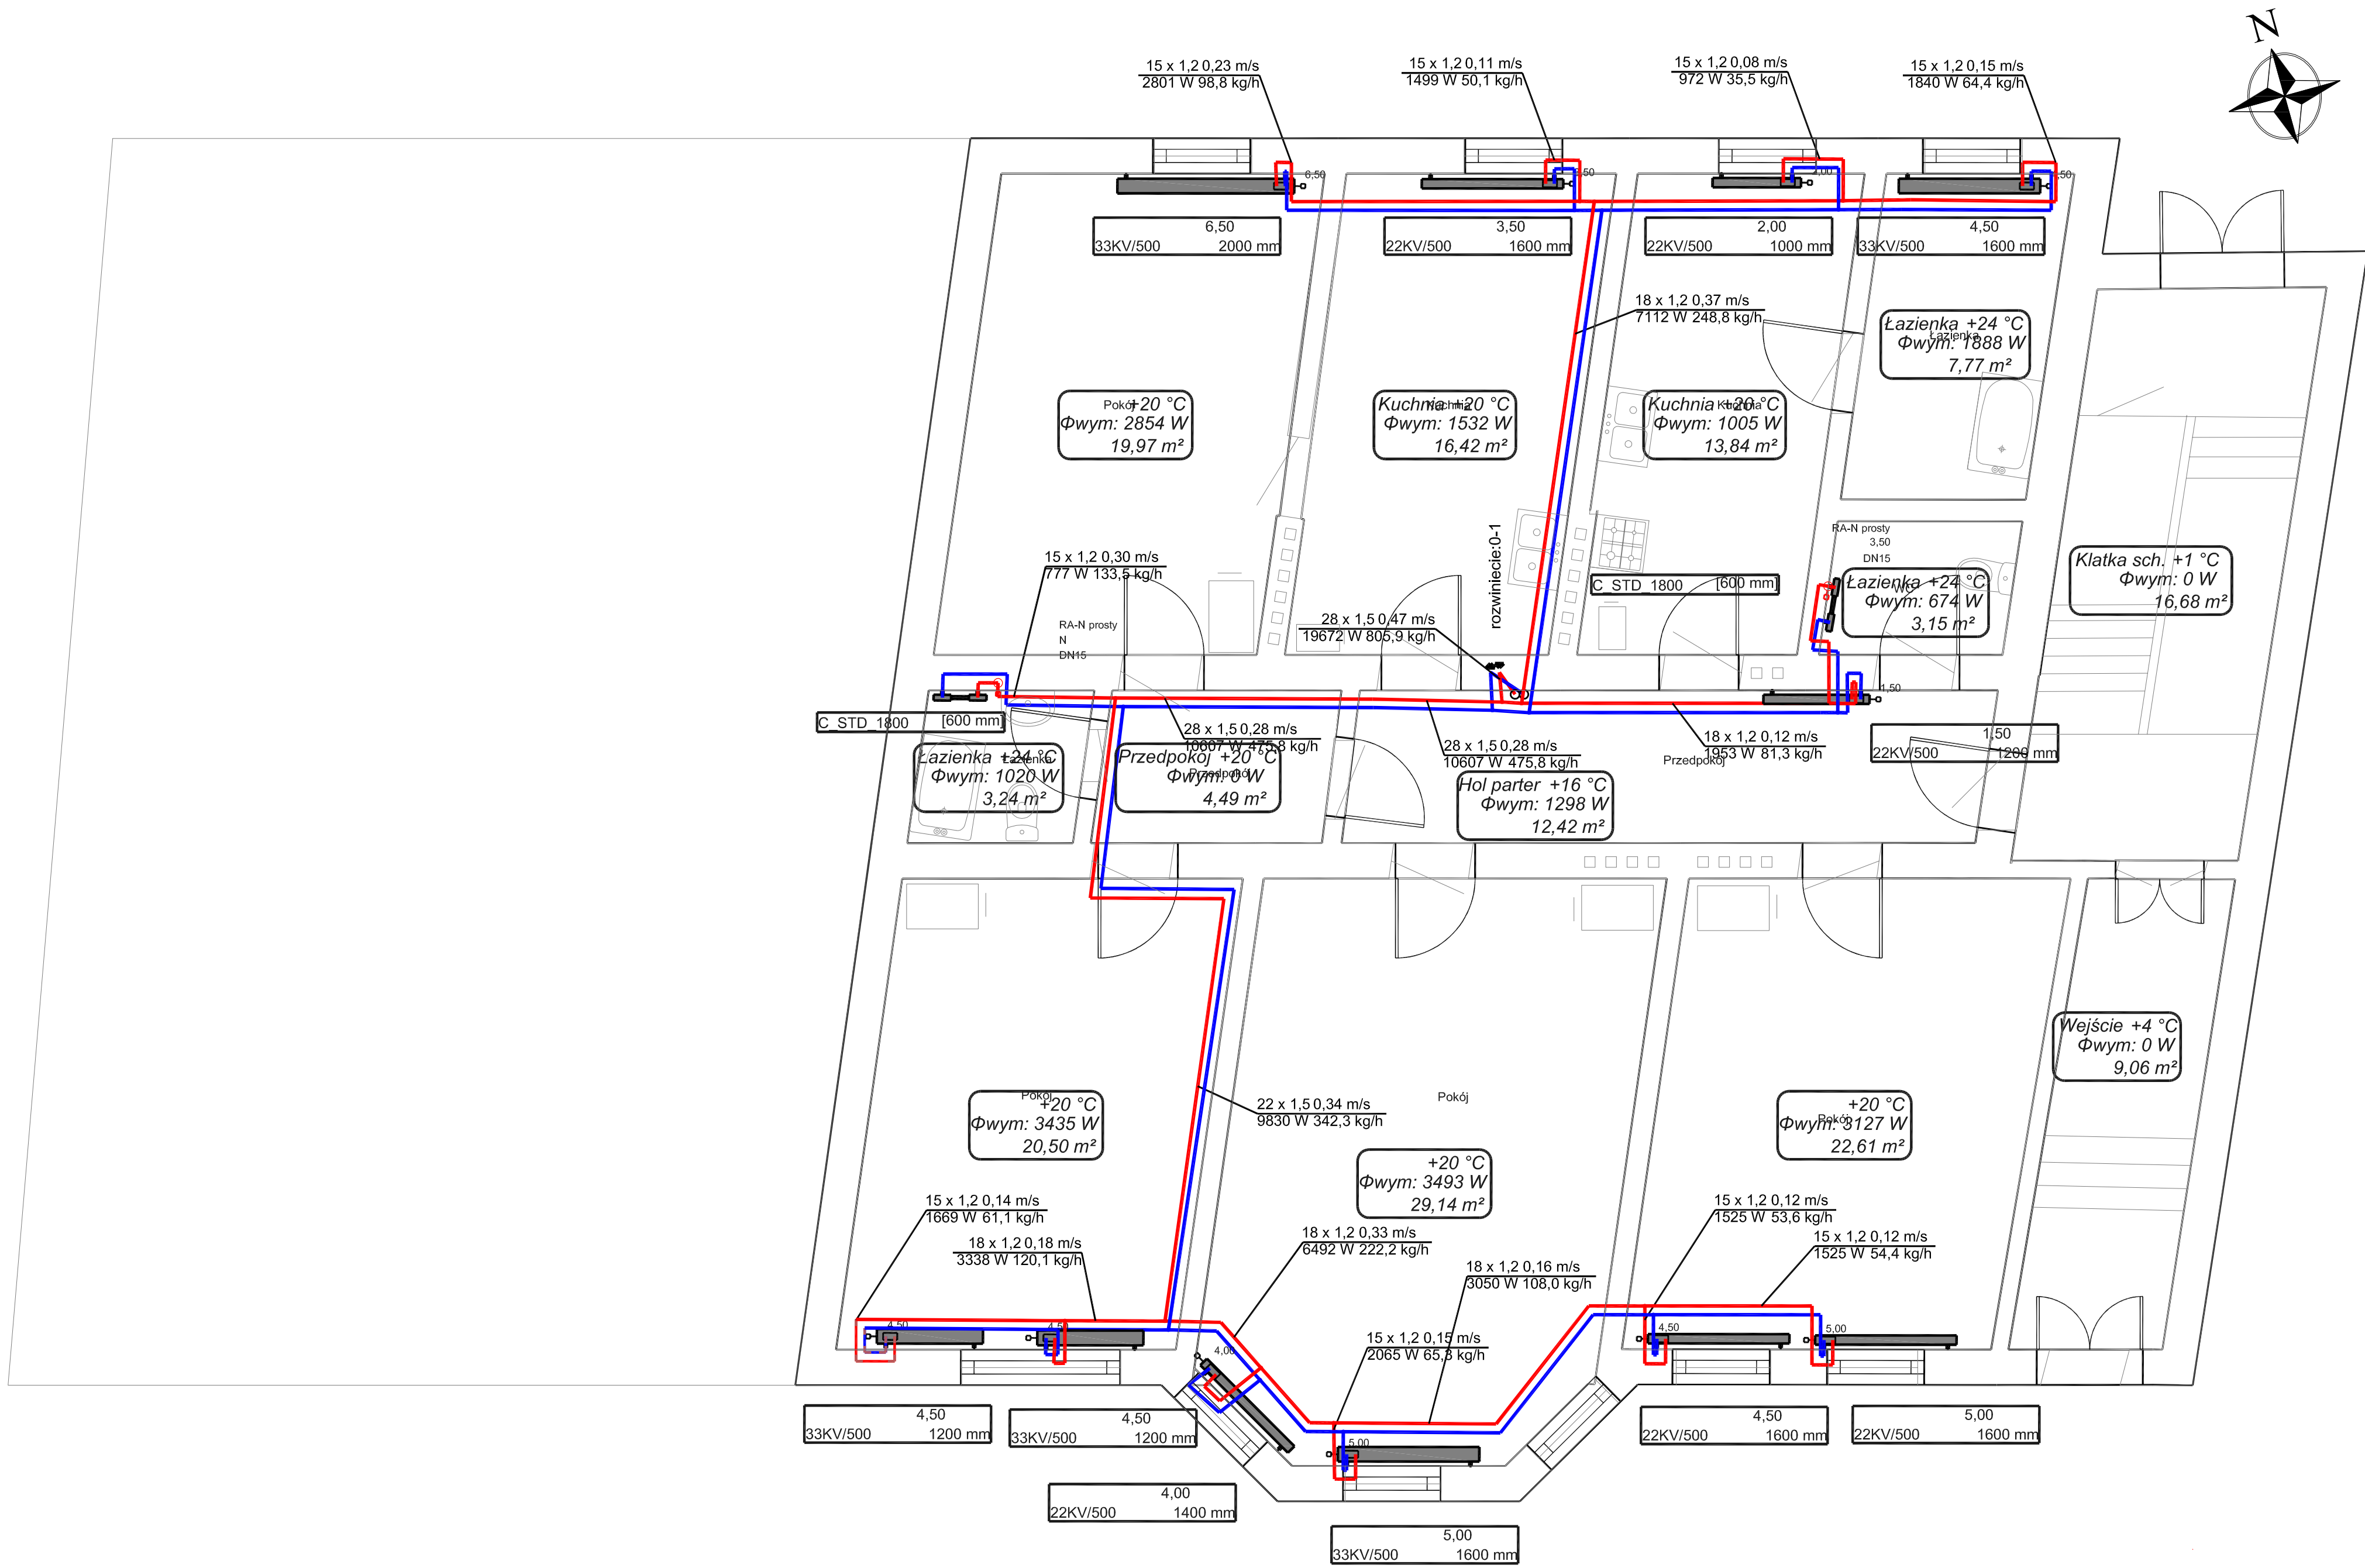 N
15 x 1,2 0,23 m/s
2801 W 98,8 kg/h
15 x 1,2 0,11 m/s
1499 W 50,1 kg/h
15 x 1,2 0,08 m/s
972 W 35,5 kg/h
15 x 1,2 0,15 m/s
1840 W 64,4 kg/h
6,50
6,50
33KV/500 2000 mm
3,50
22KV/500 1600 mm
2,00
22KV/500 1000 mm
4,50
33KV/500 1600 mm
18 x 1,2 0,37 m/s
7112 W 248,8 kg/h
Łazienka +24 °C
Łazienka
Φwym: 1888 W
7,77 m²
Pokój
+20 °C
Φwym: 2854 W
19,97 m²
Kuchnia +20 °C
Kuchnia
Φwym: 1532 W
16,42 m²
Kuchnia +20 °C
Kuchnia
Φwym: 1005 W
13,84 m²
rozwiniecie:0-1
RA-N prosty
3,50
DN15
C_STD_1800 [600 mm]
Łazienka +24 °C
WC
Φwym: 674 W
3,15 m²
Klatka sch. +1 °C
Φwym: 0 W
16,68 m²
15 x 1,2 0,30 m/s
777 W 133,5 kg/h
RA-N prosty
N
DN15
28 x 1,5 0,47 m/s
19672 W 805,9 kg/h
1,50
C_STD_1800 [600 mm]
28 x 1,5 0,28 m/s
10607 W 475,8 kg/h
28 x 1,5 0,28 m/s
10607 W 475,8 kg/h
18 x 1,2 0,12 m/s
1953 W 81,3 kg/h
1,50
22KV/500 1200 mm
Łazienka +24 °C
Łazienka
Φwym: 1020 W
3,24 m²
Przedpokój +20 °C
Przedpokój
Φwym: 0 W
4,49 m²
Przedpokój
Hol parter +16 °C
Φwym: 1298 W
12,42 m²
Wejście +4 °C
Φwym: 0 W
9,06 m²
Pokój
+20 °C
Φwym: 3435 W
20,50 m²
22 x 1,5 0,34 m/s
9830 W 342,3 kg/h
Pokój
+20 °C
Φwym: 3493 W
29,14 m²
+20 °C
Pokój
Φwym: 3127 W
22,61 m²
15 x 1,2 0,14 m/s
1669 W 61,1 kg/h
18 x 1,2 0,18 m/s
3338 W 120,1 kg/h
18 x 1,2 0,33 m/s
6492 W 222,2 kg/h
18 x 1,2 0,16 m/s
3050 W 108,0 kg/h
15 x 1,2 0,12 m/s
1525 W 53,6 kg/h
15 x 1,2 0,12 m/s
1525 W 54,4 kg/h
15 x 1,2 0,15 m/s
2065 W 65,3 kg/h
4,50
4,50
4,00
4,50
5,00
5,00
4,50
33KV/500 1200 mm
4,50
33KV/500 1200 mm
4,50
22KV/500 1600 mm
5,00
22KV/500 1600 mm
4,00
22KV/500 1400 mm
5,00
33KV/500 1600 mm